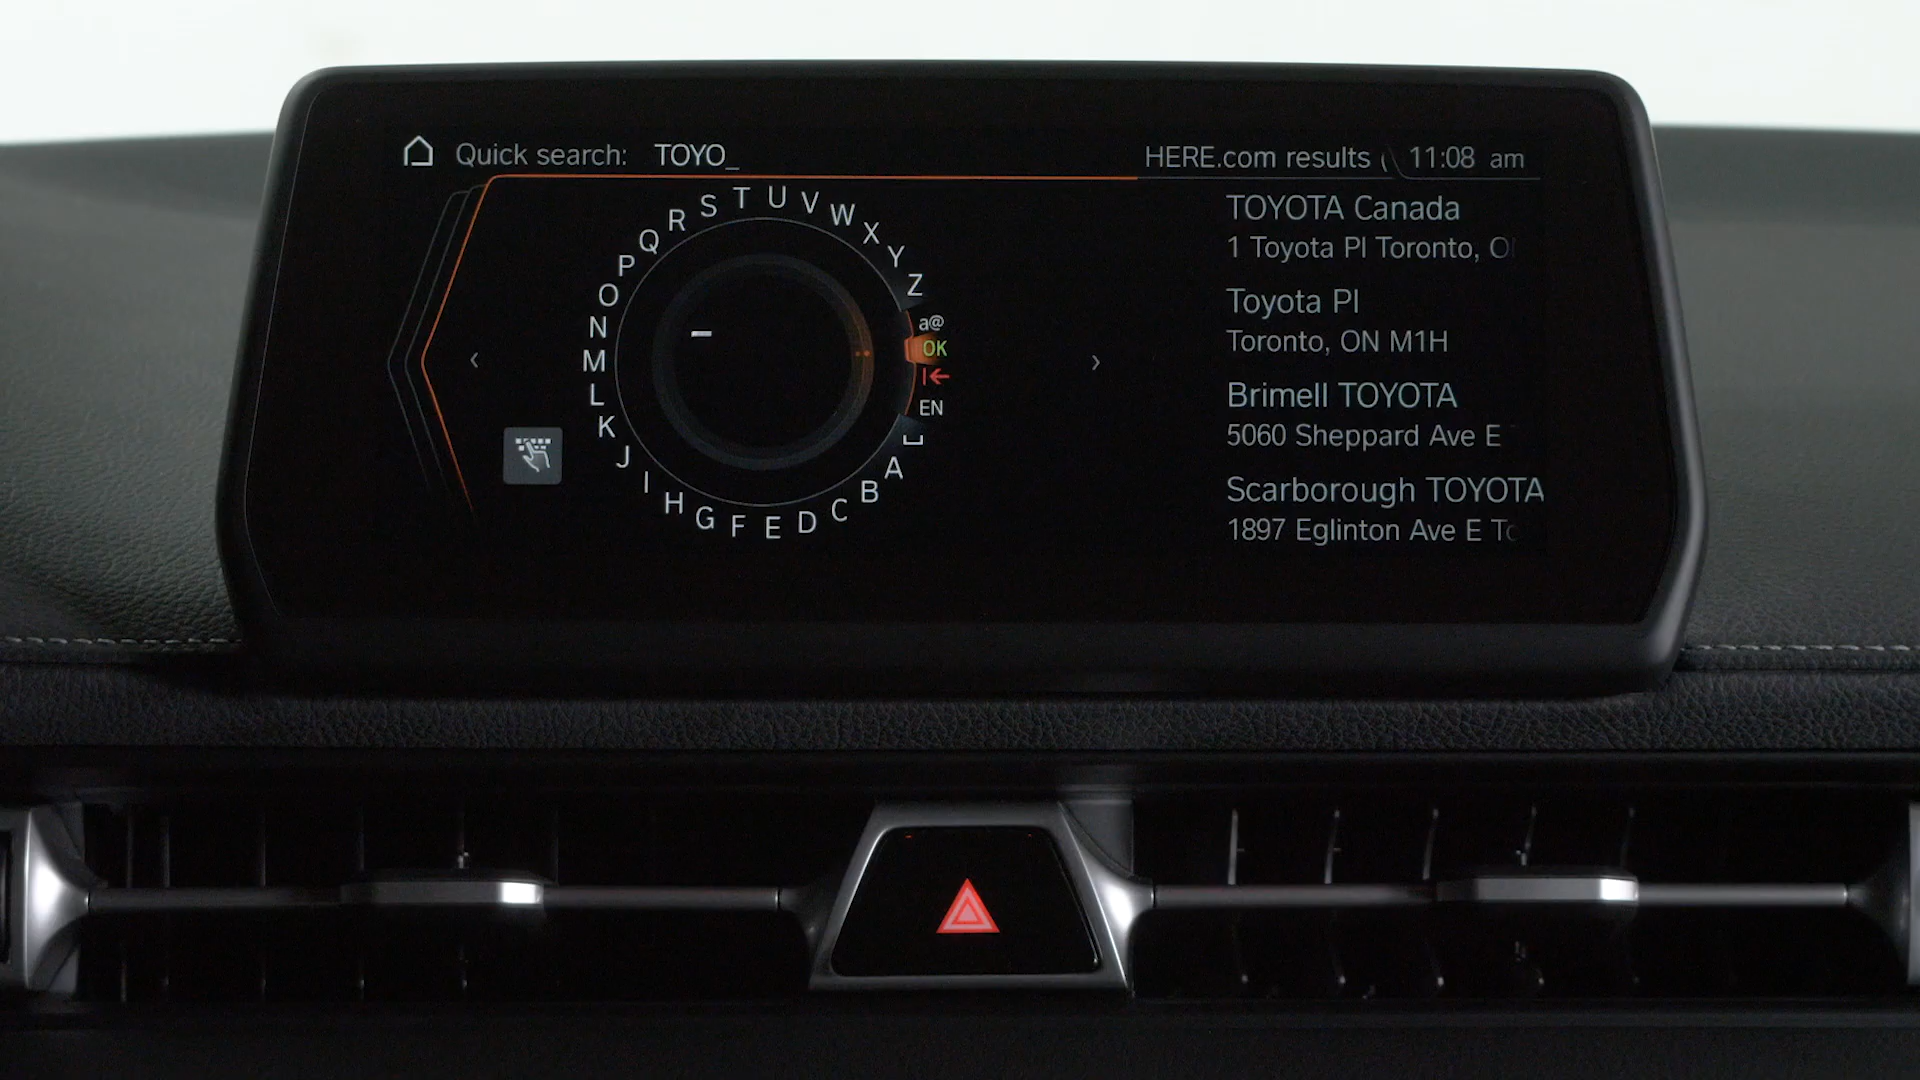 Quick search: TOYO_
HERE.com results
11:08 am
TOYOTA Canada
1 Toyota Pl Toronto,
Toyota Pl
Toronto, ON M1H
Brimell TOYOTA
5060 Sheppard Ave E
Scarborough TOYOTA
1897 Eglinton Ave E
A B C D E F G H I J K L M N O P Q R S T U V W X Y Z
a@
OK
EN